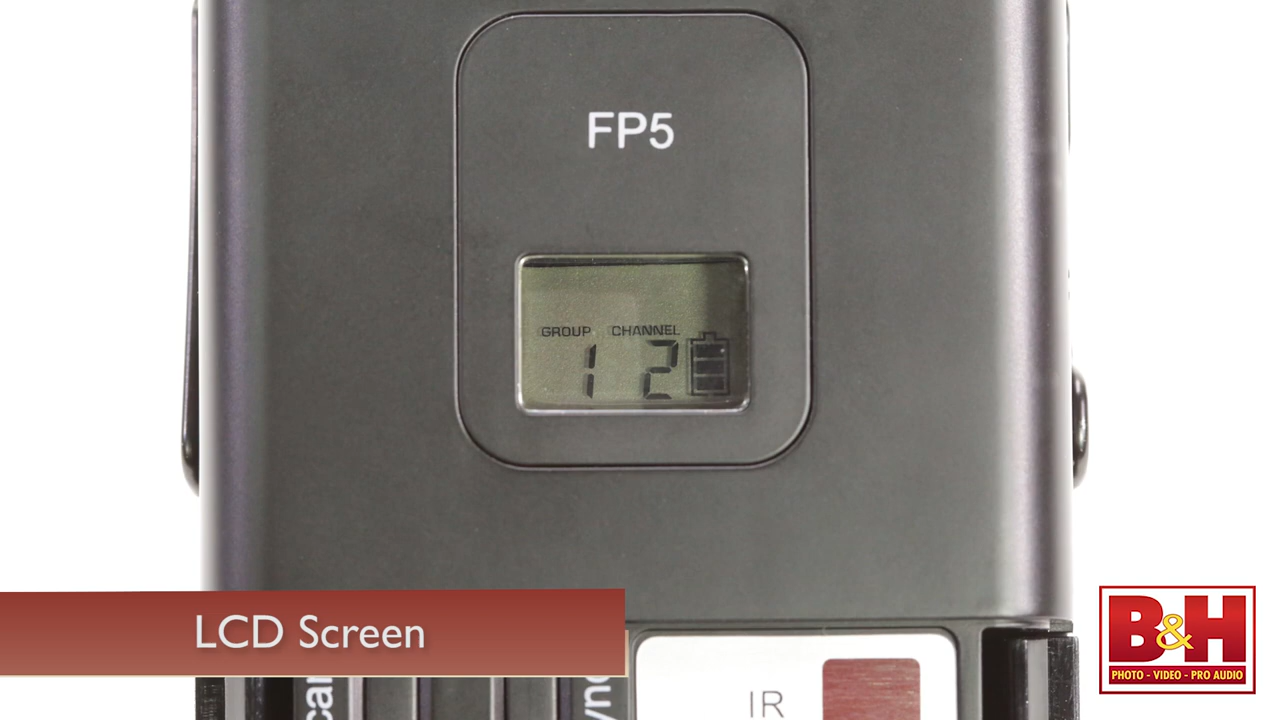 FP5
GROUP CHANNEL
1 2
LCD Screen
B&H
PHOTO - VIDEO - PRO AUDIO
IR